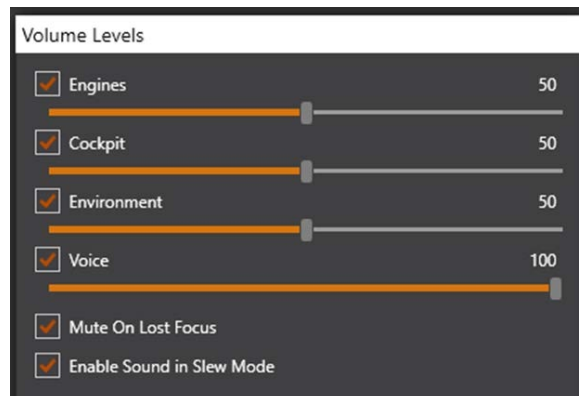 Volume Levels
Engines 50
Cockpit 50
Environment 50
Voice 100
Mute On Lost Focus
Enable Sound in Slew Mode